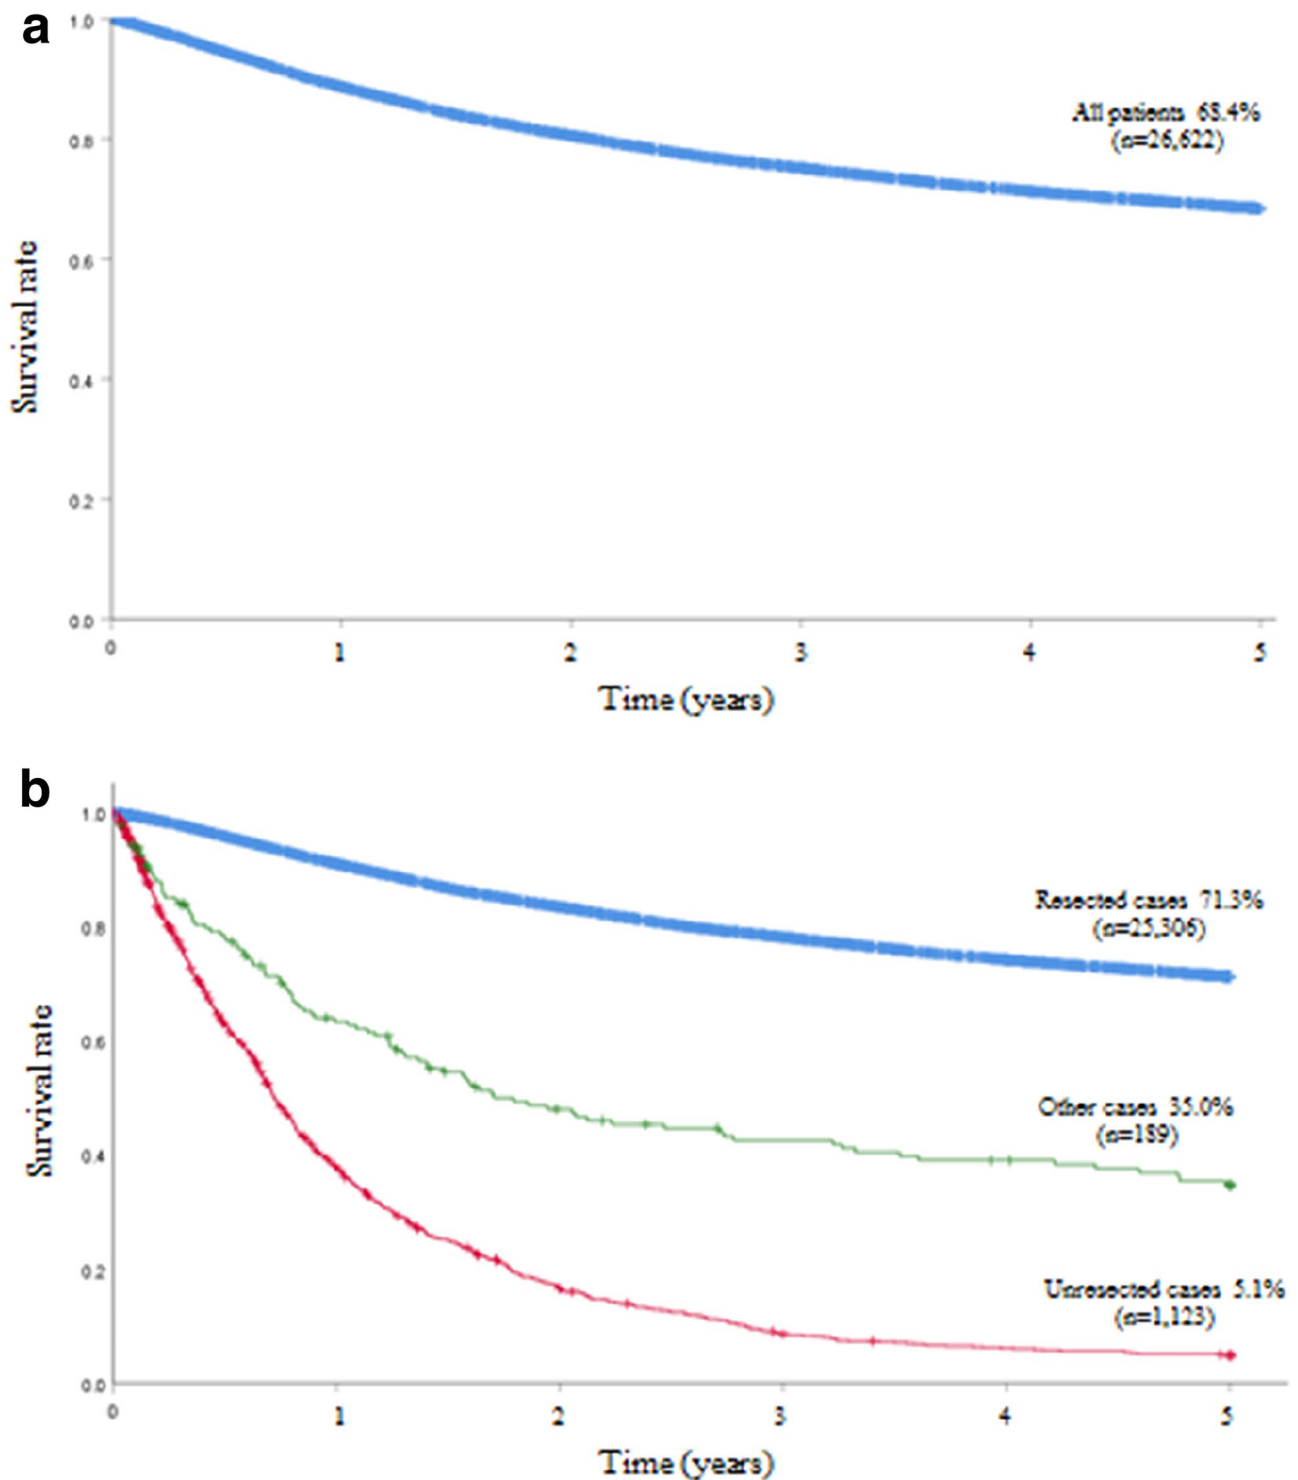 a
1.0
All patients 68.4%
(n=26,622)
0.8
0.6
0.4
0.2
0.0
Survival rate
0 1 2 3 4 5
Time (years)
b
1.0
Resected cases 71.3%
(n=25,306)
0.8
0.6
Other cases 35.0%
(n=189)
0.4
0.2
Unresected cases 5.1%
(n=1,123)
0.0
Survival rate
0 1 2 3 4 5
Time (years)